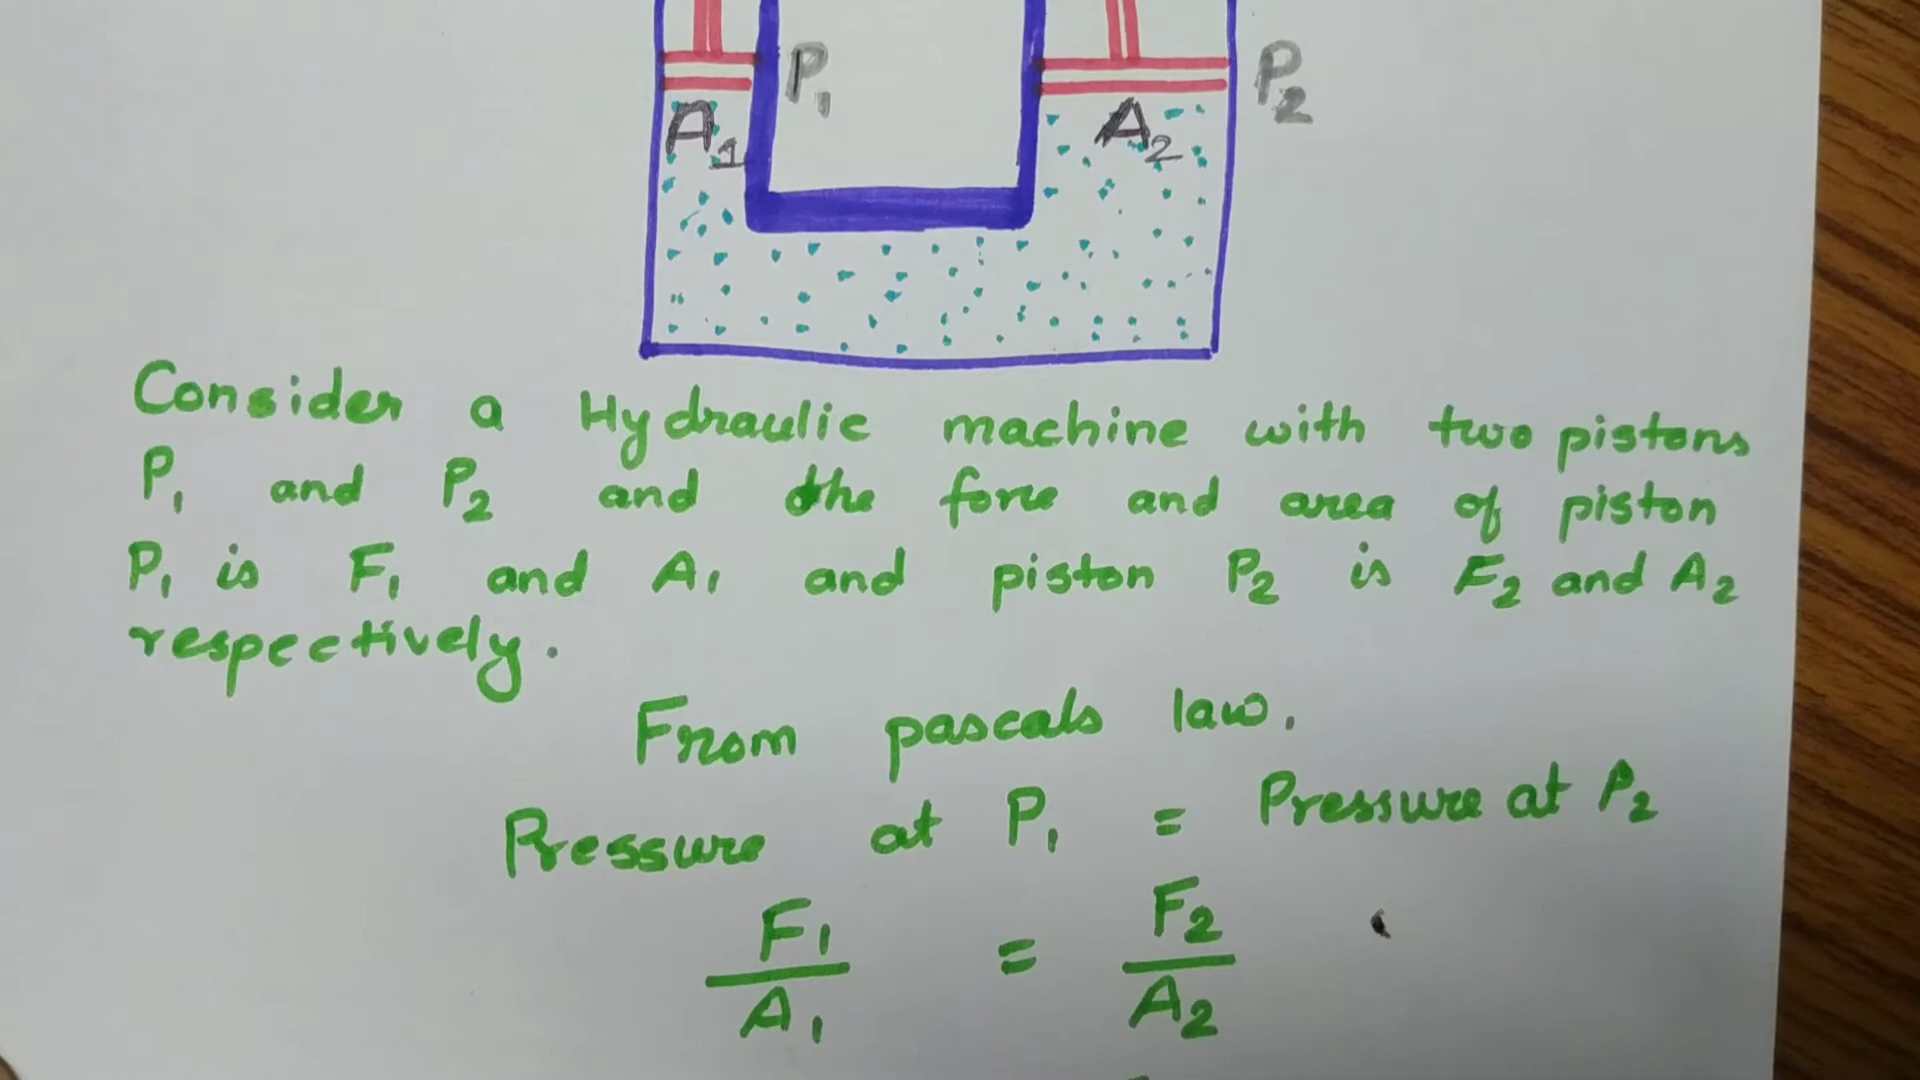 P₁ P₂
A₁ A₂
Consider a Hydraulic machine with two pistons
P₁ and P₂ and the force and area of piston
P₁ is F₁ and A₁ and piston P₂ is F₂ and A₂
respectively.
From pascals law.
Pressure at P₁ = Pressure at P₂
F₁ = F₂
A₁ A₂